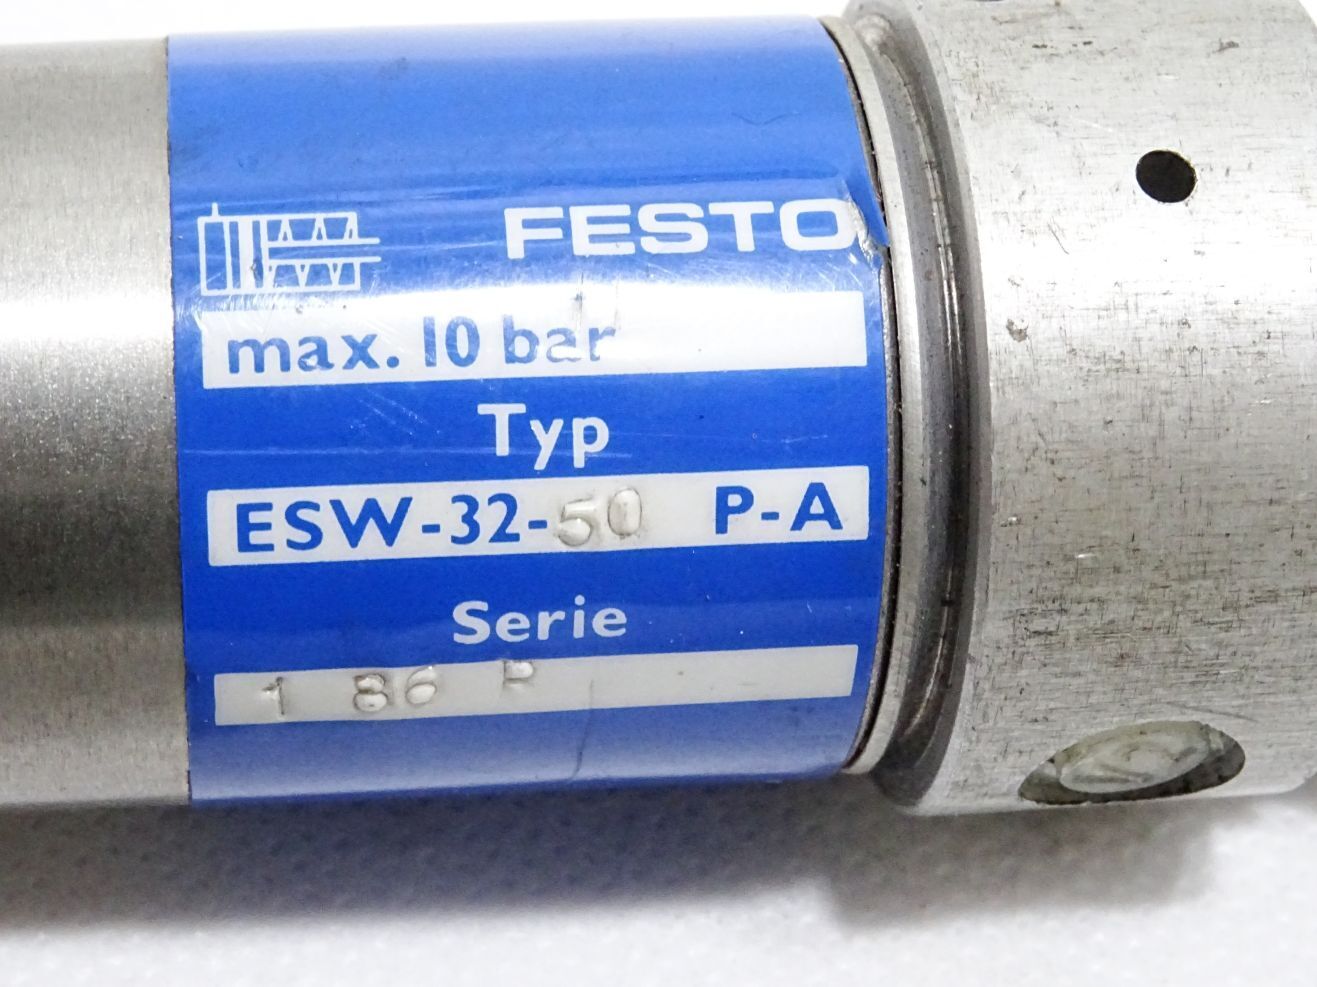 FESTO
max. 10 bar
Typ
ESW-32-50 P-A
Serie
1 86 P